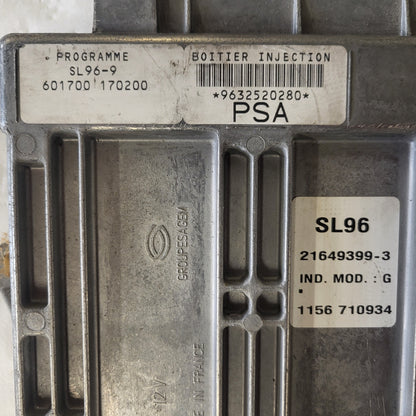 PROGRAMME
SL96-9
601700 170200
BOITIER INJECTION
*9632520280*
PSA
GROUPESAGEM
SL96
21649399-3
IND. MOD. : G
1156 710934
12V
IN FRANCE